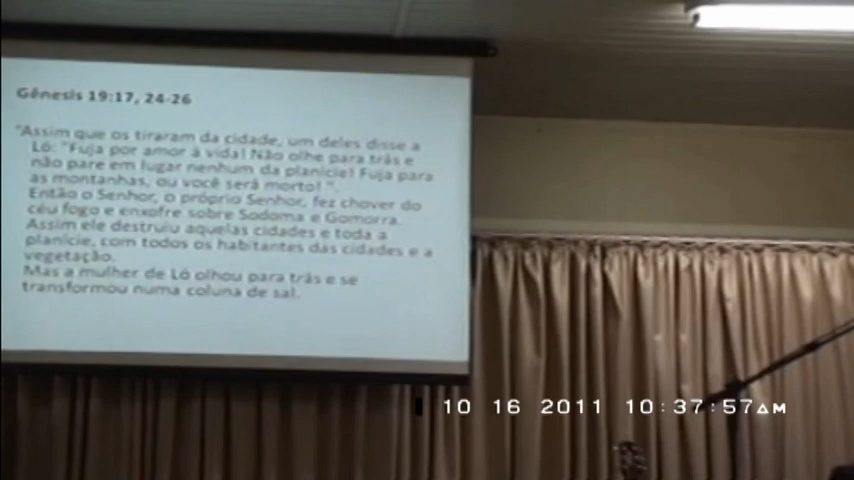 Gênesis 19:17, 24-26
"Assim que os tiraram da cidade, um deles disse a
Ló: "Fuja por amor à vida! Não olhe para trás e
não pare em lugar nenhum da planície! Fuja para
as montanhas, ou você será morto! ".
Então o Senhor, o próprio Senhor, fez chover do
céu fogo e enxofre sobre Sodoma e Gomorra.
Assim ele destruiu aquelas cidades e toda a
planície, com todos os habitantes das cidades e a
vegetação.
Mas a mulher de Ló olhou para trás e se
transformou numa coluna de sal.
10 16 2011 10:37:57AM